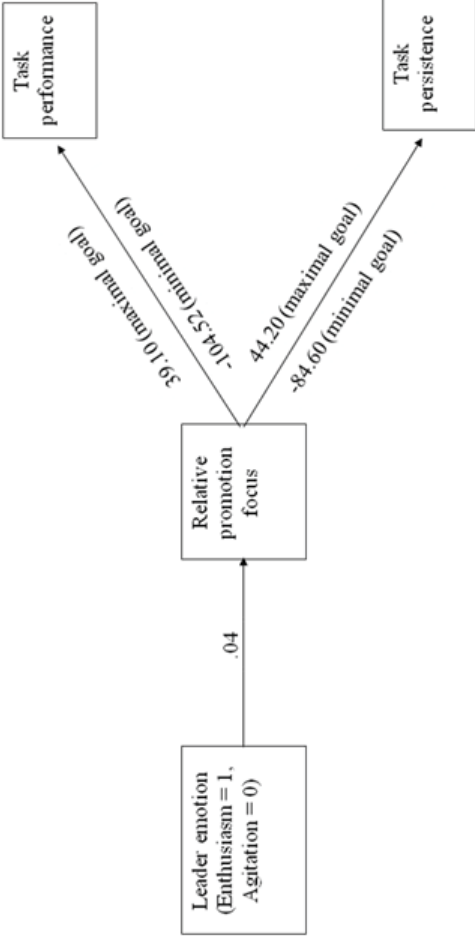 Leader emotion
(Enthusiasm = 1,
Agitation = 0)
.04
Relative
promotion
focus
39.10 (maximal goal)
-104.52 (minimal goal)
44.20 (maximal goal)
-84.60 (minimal goal)
Task
performance
Task
persistence